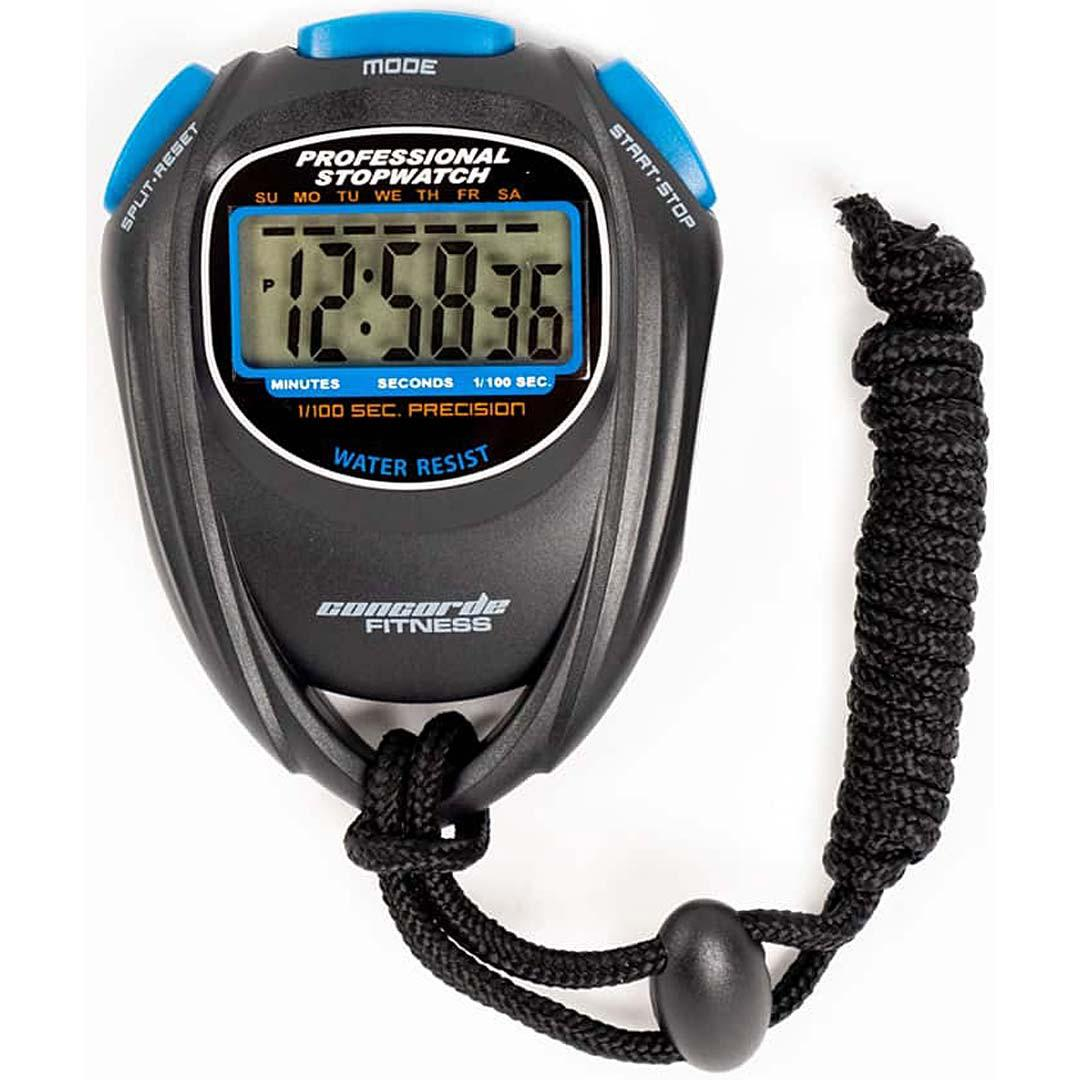 MODE
SPLIT·RESET
START·STOP
PROFESSIONAL
STOPWATCH
SU MO TU WE TH FR SA
P 12:58 36
MINUTES SECONDS 1/100 SEC.
1/100 SEC. PRECISION
WATER RESIST
concorde
FITNESS